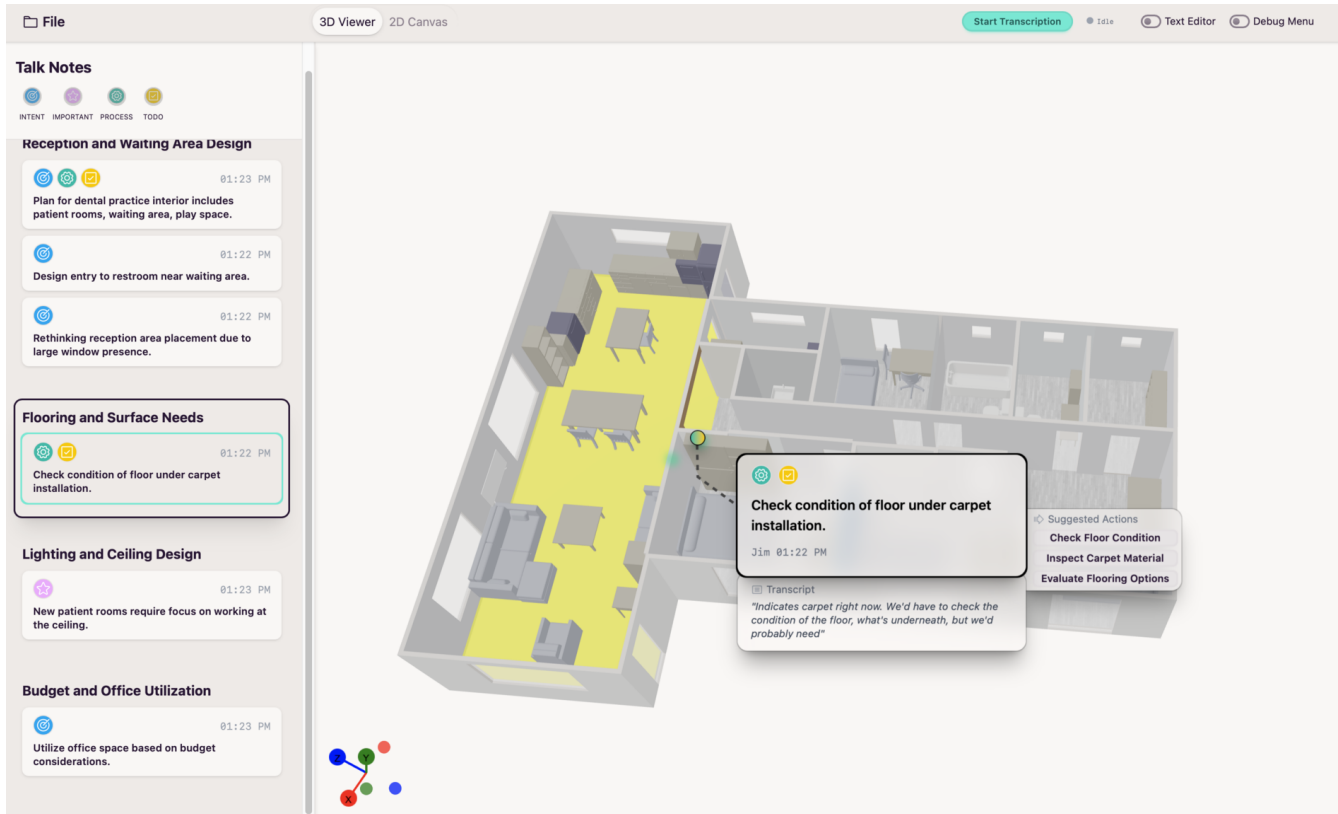 File
3D Viewer
2D Canvas
Start Transcription
Idle
Text Editor
Debug Menu
Talk Notes
INTENT
IMPORTANT
PROCESS
TODO
Reception and Waiting Area Design
01:23 PM
Plan for dental practice interior includes
patient rooms, waiting area, play space.
01:22 PM
Design entry to restroom near waiting area.
01:22 PM
Rethinking reception area placement due to
large window presence.
Flooring and Surface Needs
01:22 PM
Check condition of floor under carpet
installation.
Lighting and Ceiling Design
01:23 PM
New patient rooms require focus on working at
the ceiling.
Budget and Office Utilization
01:23 PM
Utilize office space based on budget
considerations.
Check condition of floor under carpet
installation.
Jim 01:22 PM
Transcript
"Indicates carpet right now. We'd have to check the
condition of the floor, what's underneath, but we'd
probably need"
Suggested Actions
Check Floor Condition
Inspect Carpet Material
Evaluate Flooring Options
Z
Y
X